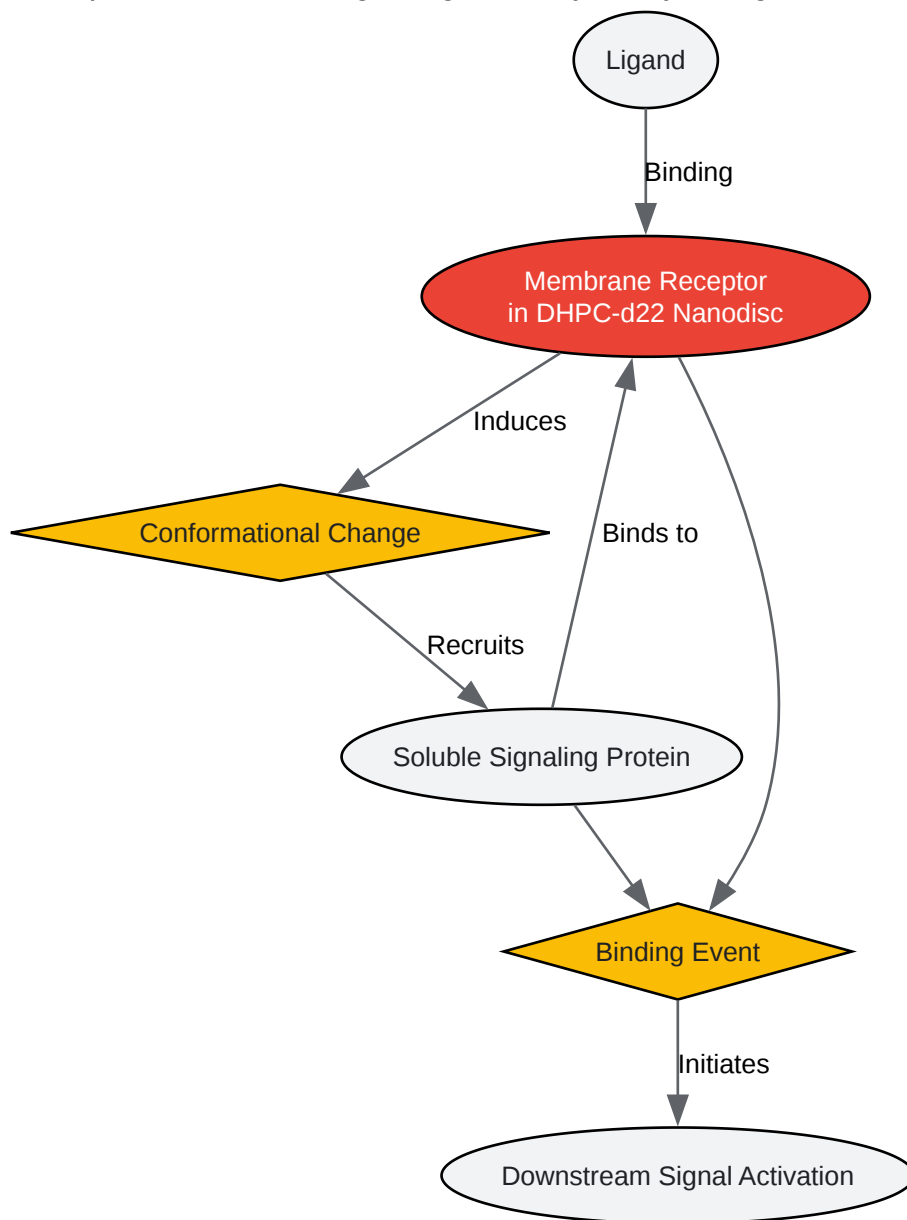 Ligand
Binding
Membrane Receptor
in DHPC-d22 Nanodisc
Induces
Conformational Change
Binds to
Recruits
Soluble Signaling Protein
Binding Event
Initiates
Downstream Signal Activation